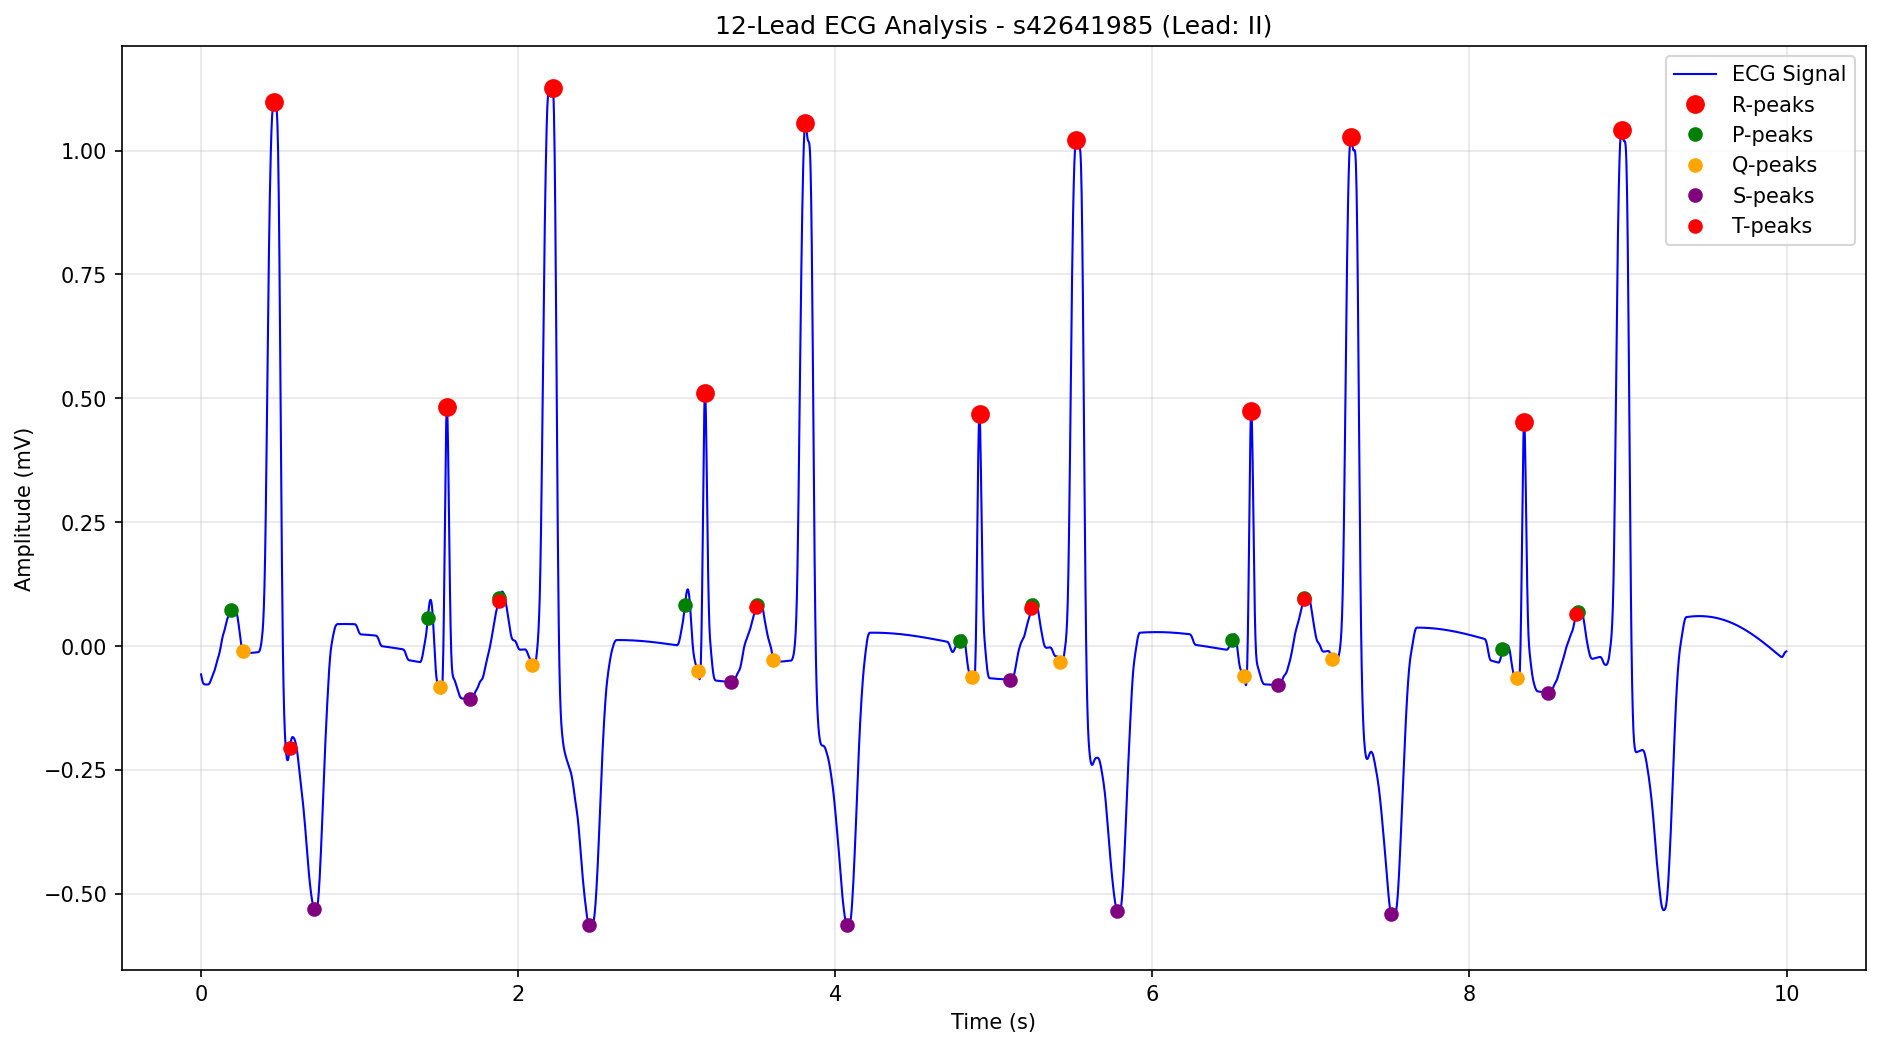 12-Lead ECG Analysis - s42641985 (Lead: II)
ECG Signal
R-peaks
P-peaks
Q-peaks
S-peaks
T-peaks
Amplitude (mV)
1.00
0.75
0.50
0.25
0.00
−0.25
−0.50
0 2 4 6 8 10
Time (s)